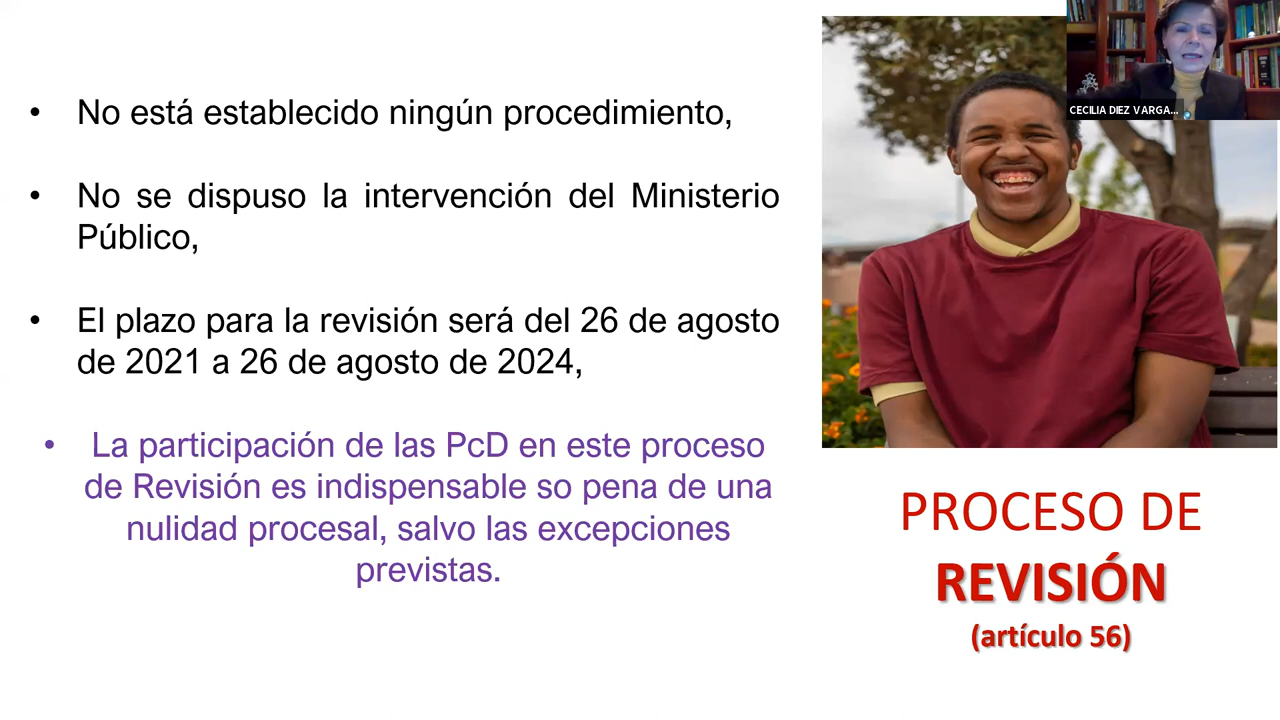 • No está establecido ningún procedimiento,
• No se dispuso la intervención del Ministerio
Público,
• El plazo para la revisión será del 26 de agosto
de 2021 a 26 de agosto de 2024,
• La participación de las PcD en este proceso
de Revisión es indispensable so pena de una
nulidad procesal, salvo las excepciones
previstas.
CECILIA DIEZ VARGA...
PROCESO DE
REVISIÓN
(artículo 56)